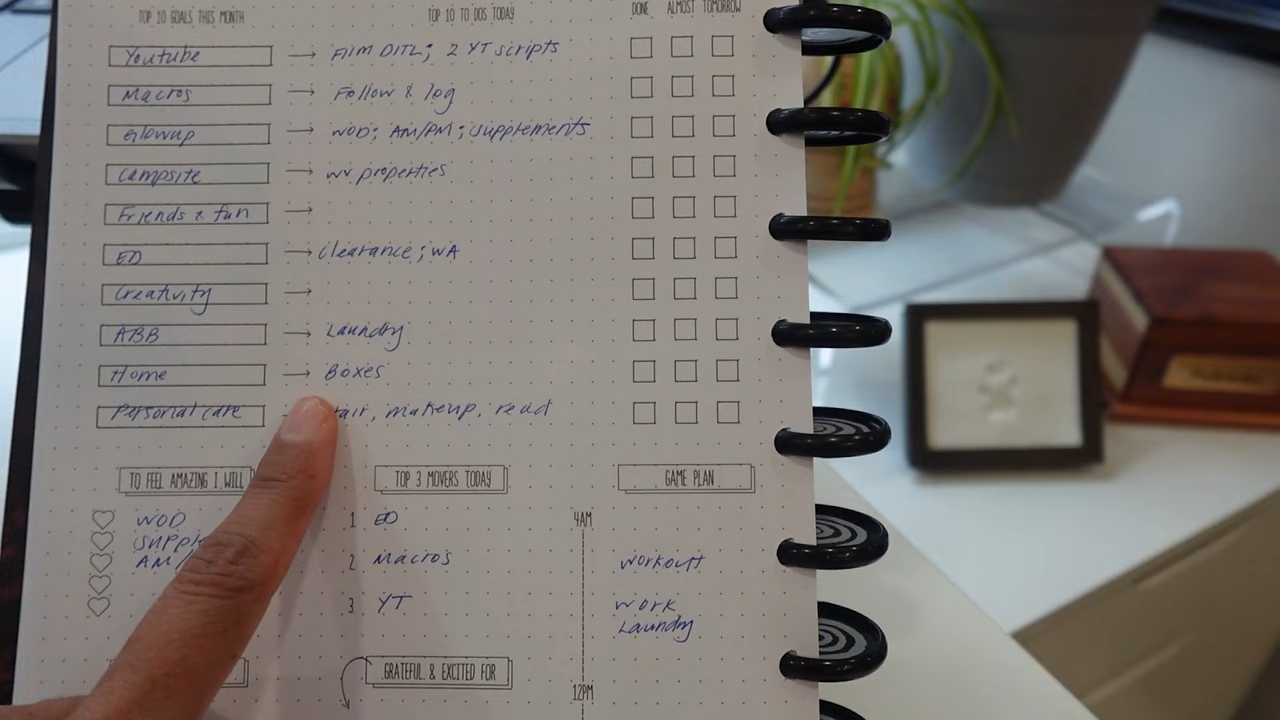 TOP 10 GOALS THIS MONTH TOP 10 TO DOS TODAY DONE ALMOST TOMORROW
Youtube → Film DITL; 2 YT scripts
Macros → Follow & log
Glowup → WOD; AM/PM; supplements
Campsite → WV properties
Friends & fun →
ED → Clearance; WA
Creativity →
ABB → Laundry
Home → Boxes
Personal care hair, makeup, read
TO FEEL AMAZING I WILL TOP 3 MOVERS TODAY GAME PLAN
WOD 1 ED 4AM
AM/ 2 Macros Workout
3 YT Work
Laundry
GRATEFUL & EXCITED FOR
12PM